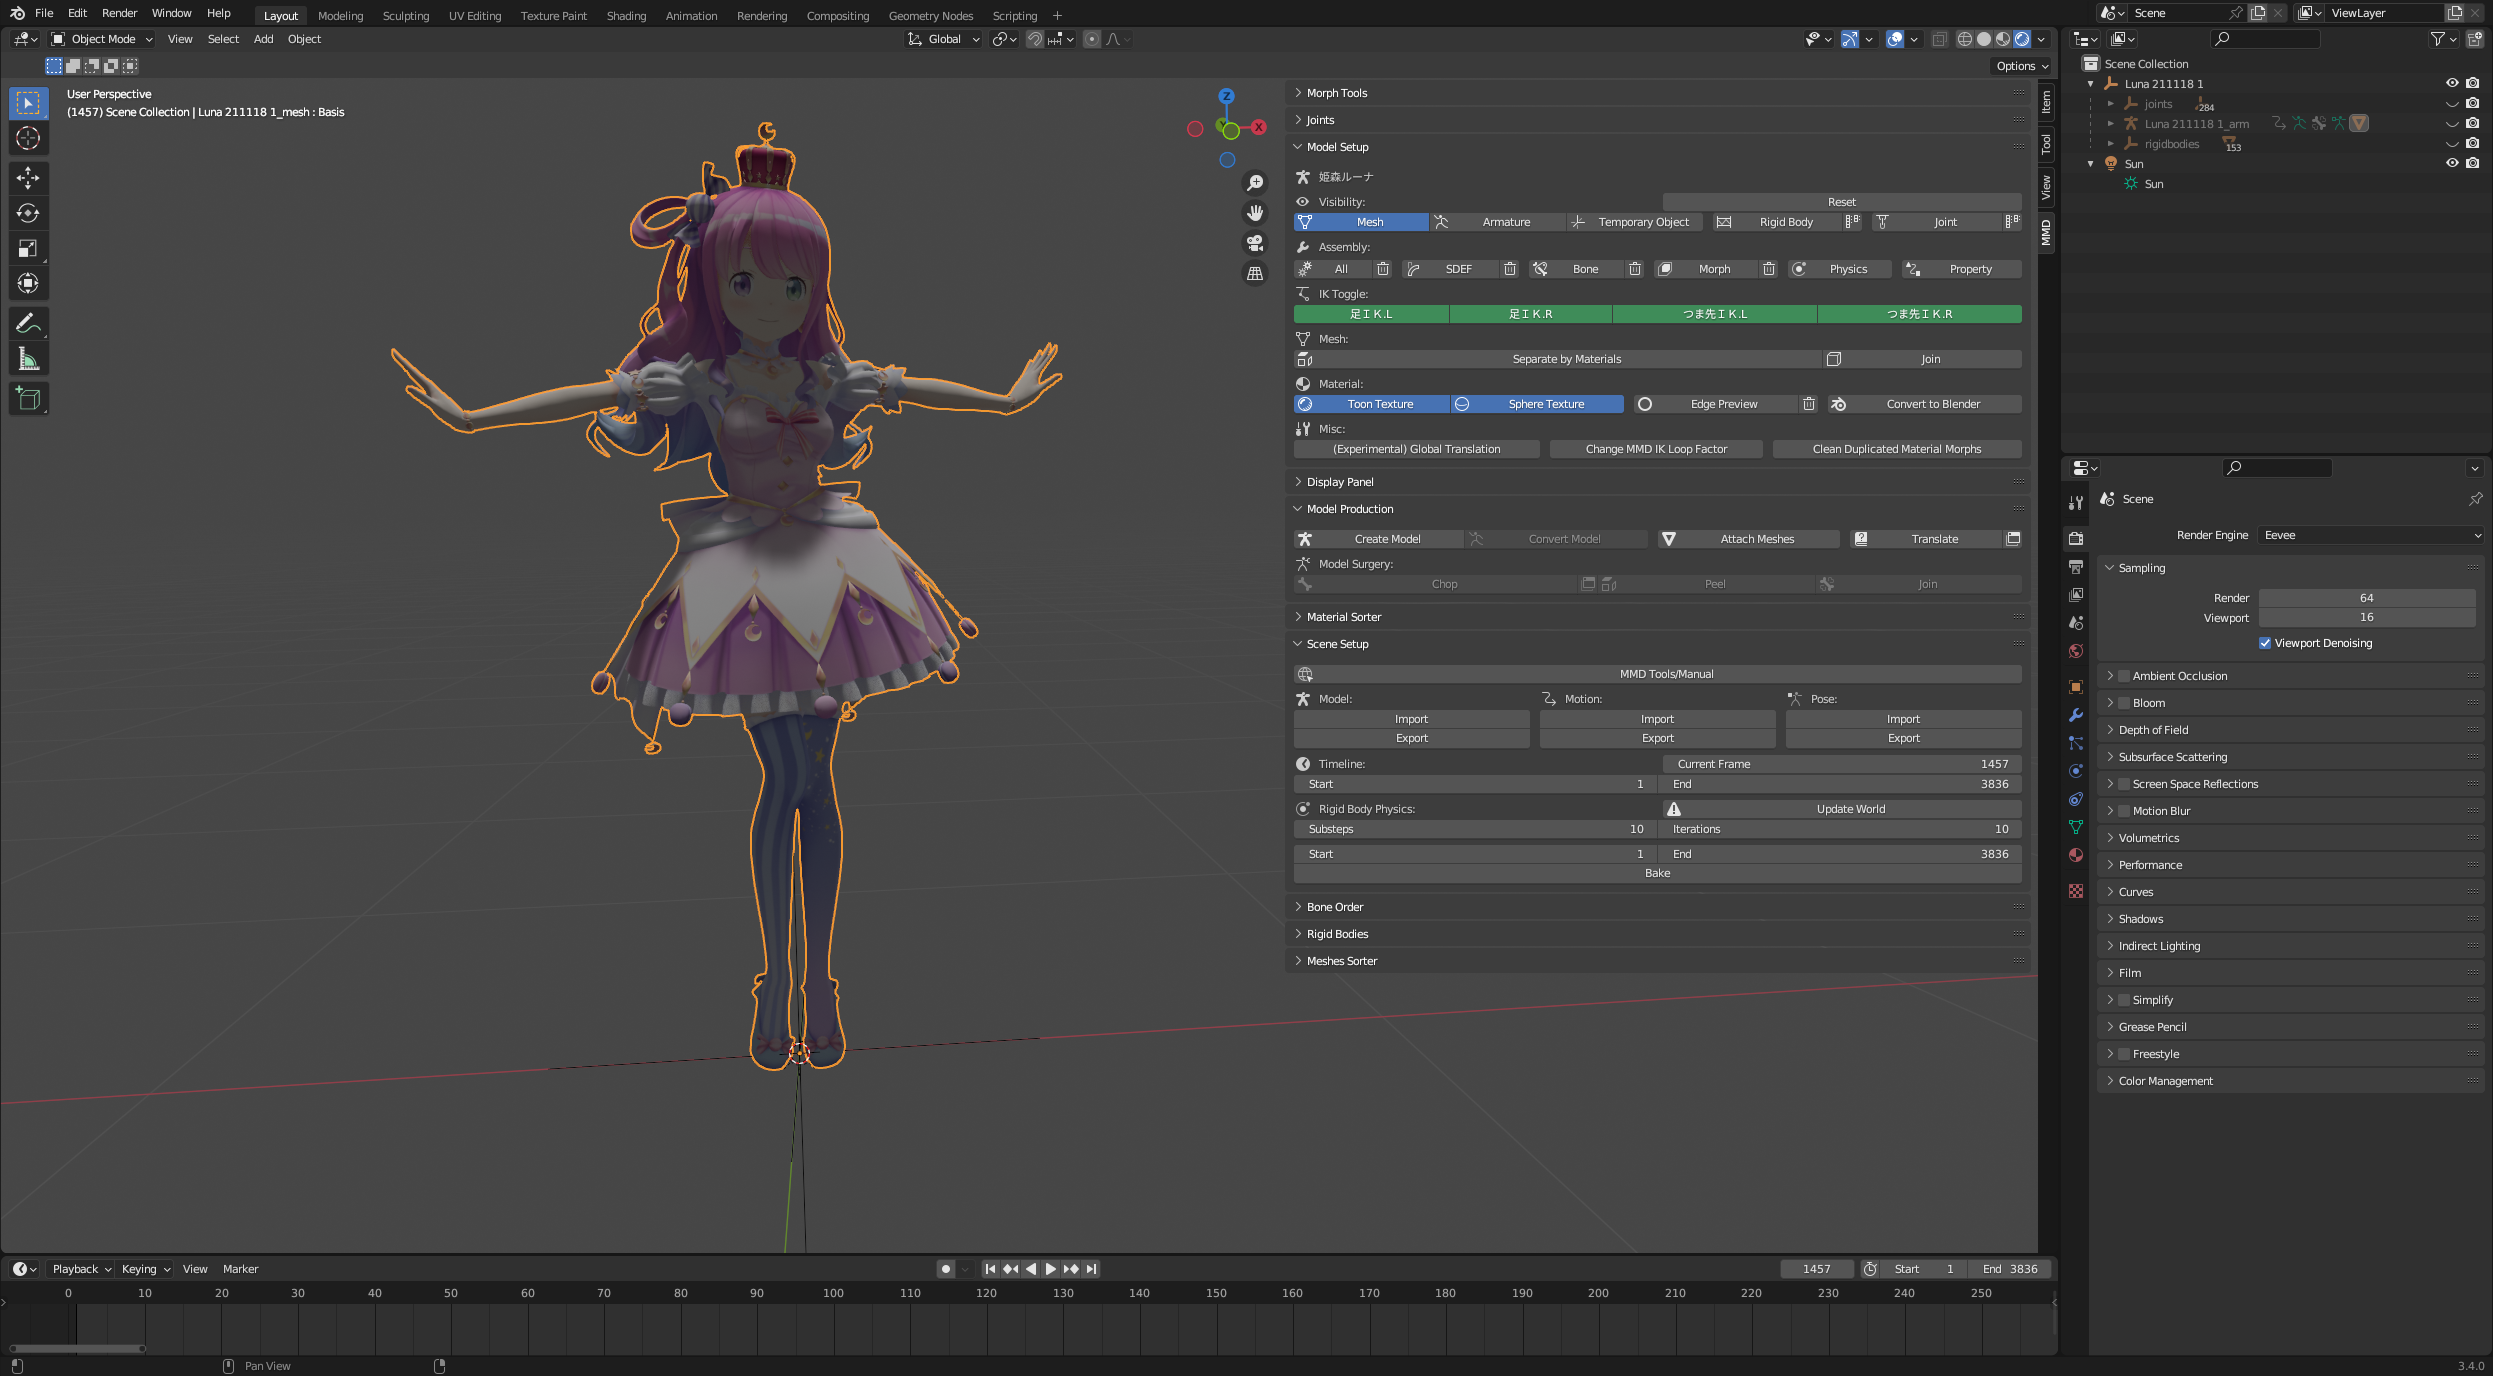 File Edit Render Window Help Layout Modeling Sculpting UV Editing Texture Paint Shading Animation Rendering Compositing Geometry Nodes Scripting + Scene ViewLayer
Object Mode View Select Add Object Global
Options
User Perspective
(1457) Scene Collection | Luna 211118 1_mesh : Basis
Z
X
Y
Morph Tools
Joints
Model Setup
姫森ルーナ
Visibility: Reset
Mesh Armature Temporary Object Rigid Body Joint
Assembly:
All SDEF Bone Morph Physics Property
IK Toggle:
足ＩＫ.L 足ＩＫ.R つま先ＩＫ.L つま先ＩＫ.R
Mesh:
Separate by Materials Join
Material:
Toon Texture Sphere Texture Edge Preview Convert to Blender
Misc:
(Experimental) Global Translation Change MMD IK Loop Factor Clean Duplicated Material Morphs
Display Panel
Model Production
Create Model Convert Model Attach Meshes Translate
Model Surgery:
Chop Peel Join
Material Sorter
Scene Setup
MMD Tools/Manual
Model: Motion: Pose:
Import Import Import
Export Export Export
Timeline: Current Frame 1457
Start 1 End 3836
Rigid Body Physics: Update World
Substeps 10 Iterations 10
Start 1 End 3836
Bake
Bone Order
Rigid Bodies
Meshes Sorter
Item
Tool
View
MMD
Scene Collection
Luna 211118 1
joints 284
Luna 211118 1_arm
rigidbodies 153
Sun
Sun
Scene
Render Engine Eevee
Sampling
Render 64
Viewport 16
Viewport Denoising
Ambient Occlusion
Bloom
Depth of Field
Subsurface Scattering
Screen Space Reflections
Motion Blur
Volumetrics
Performance
Curves
Shadows
Indirect Lighting
Film
Simplify
Grease Pencil
Freestyle
Color Management
Playback Keying View Marker 1457 Start 1 End 3836
0 10 20 30 40 50 60 70 80 90 100 110 120 130 140 150 160 170 180 190 200 210 220 230 240 250
Pan View 3.4.0